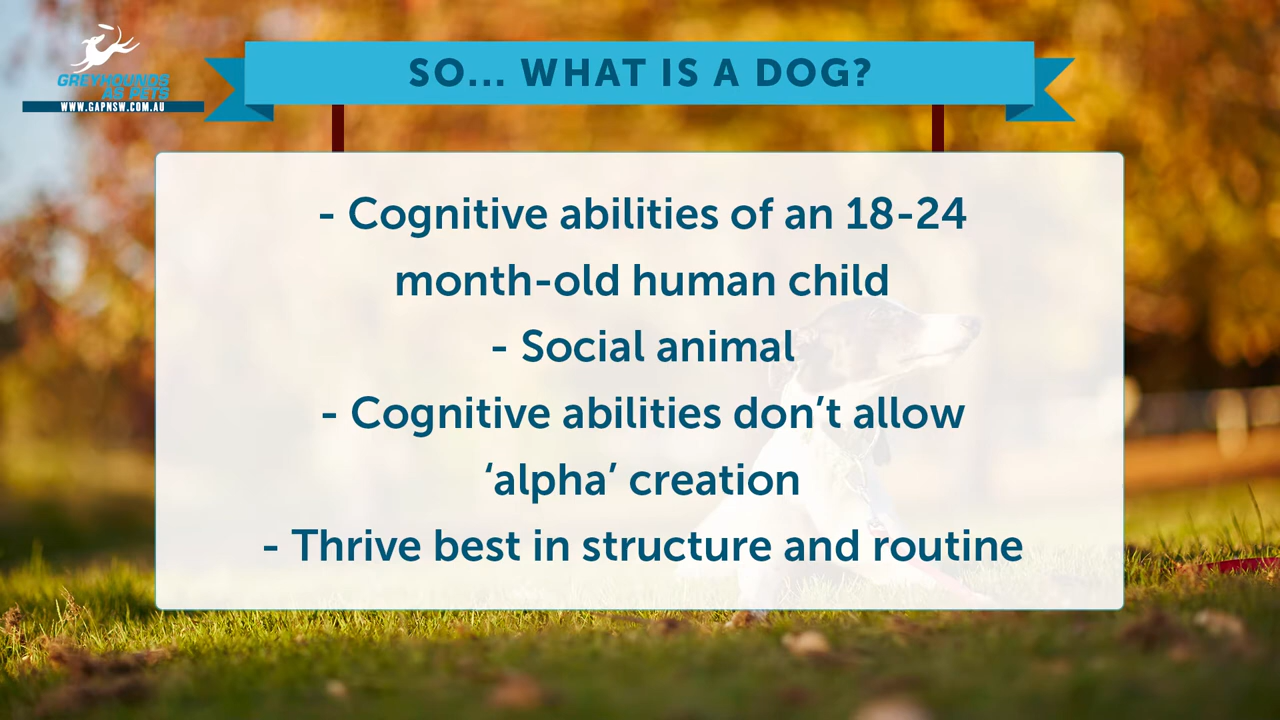 GREYHOUNDS
AS PETS
WWW.GAPNSW.COM.AU
SO... WHAT IS A DOG?
- Cognitive abilities of an 18-24
month-old human child
- Social animal
- Cognitive abilities don’t allow
‘alpha’ creation
- Thrive best in structure and routine